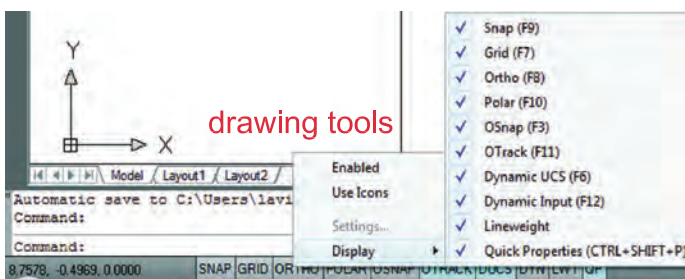 Snap (F9)
Grid (F7)
Ortho (F8)
Polar (F10)
OSnap (F3)
OTrack (F11)
Dynamic UCS (F6)
Dynamic Input (F12)
Lineweight
Quick Properties (CTRL+SHIFT+P)
Y
X
drawing tools
Enabled
Use Icons
Settings...
Display
Model / Layout1 / Layout2 /
Automatic save to C:\Users\lavi
Command:
Command:
8.7578, -0.4969, 0.0000 SNAP GRID ORTHO POLAR OSNAP OTRACK DUCS DYN LWT QP